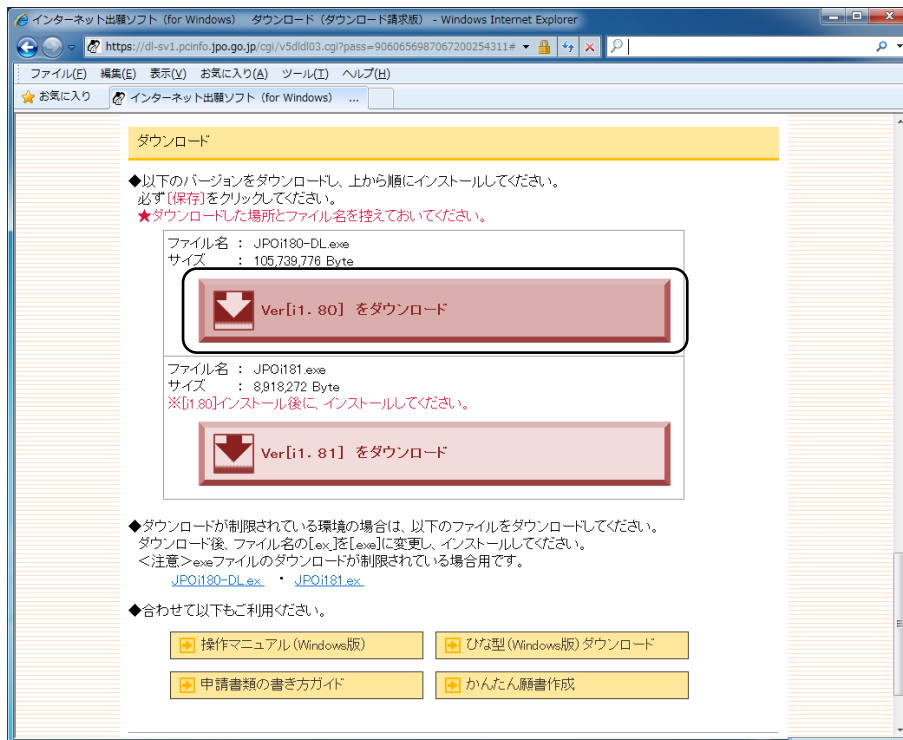 インターネット出願ソフト（for Windows） ダウンロード（ダウンロード請求版） - Windows Internet Explorer
https://dl-sv1.pcinfo.jpo.go.jp/cgi/v5dldl03.cgi?pass=9060656987067200254311#
ファイル(F) 編集(E) 表示(V) お気に入り(A) ツール(T) ヘルプ(H)
お気に入り インターネット出願ソフト（for Windows） ...
ダウンロード
◆以下のバージョンをダウンロードし、上から順にインストールしてください。
必ず[保存]をクリックしてください。
★ダウンロードした場所とファイル名を控えておいてください。
ファイル名 ： JPOi180-DL.exe
サイズ ： 105,739,776 Byte
Ver[i1. 80] をダウンロード
ファイル名 ： JPOi181.exe
サイズ ： 8,918,272 Byte
※[i1.80]インストール後に、インストールしてください。
Ver[i1. 81] をダウンロード
◆ダウンロードが制限されている環境の場合は、以下のファイルをダウンロードしてください。
ダウンロード後、ファイル名の[.ex_]を[.exe]に変更し、インストールしてください。
＜注意＞exeファイルのダウンロードが制限されている場合用です。
JPOi180-DL.ex_ ・ JPOi181.ex_
◆合わせて以下もご利用ください。
操作マニュアル(Windows版) ひな型(Windows版)ダウンロード
申請書類の書き方ガイド かんたん願書作成